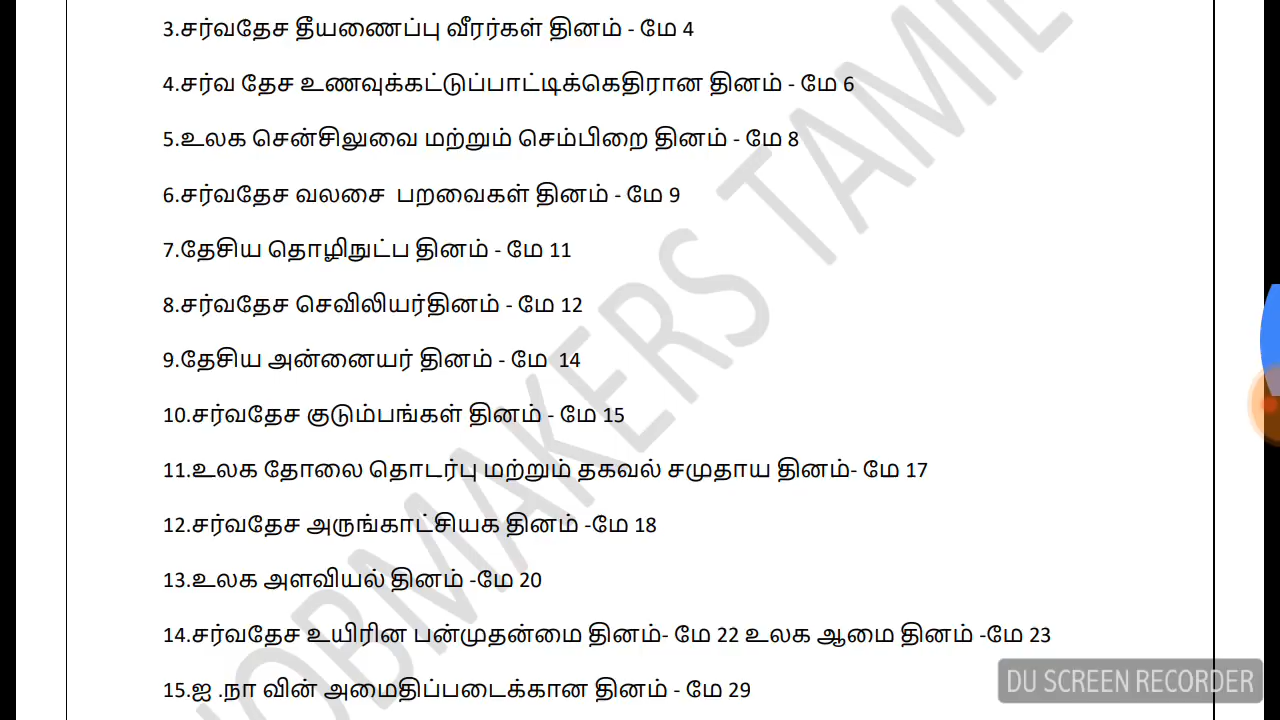 3.சர்வதேச தீயணைப்பு வீரர்கள் தினம் - மே 4
4.சர்வ தேச உணவுக்கட்டுப்பாட்டிக்கெதிரான தினம் - மே 6
5.உலக சென்சிலுவை மற்றும் செம்பிறை தினம் - மே 8
6.சர்வதேச வலசை  பறவைகள் தினம் - மே 9
7.தேசிய தொழிநுட்ப தினம் - மே 11
8.சர்வதேச செவிலியர்தினம் - மே 12
9.தேசிய அன்னையர் தினம் - மே  14
10.சர்வதேச குடும்பங்கள் தினம் - மே 15
11.உலக தோலை தொடர்பு மற்றும் தகவல் சமுதாய தினம்- மே 17
12.சர்வதேச அருங்காட்சியக தினம் -மே 18
13.உலக அளவியல் தினம் -மே 20
14.சர்வதேச உயிரின பன்முதன்மை தினம்- மே 22 உலக ஆமை தினம் -மே 23
15.ஐ .நா வின் அமைதிப்படைக்கான தினம் - மே 29
JOBMAKERS TAMIL
DU SCREEN RECORDER